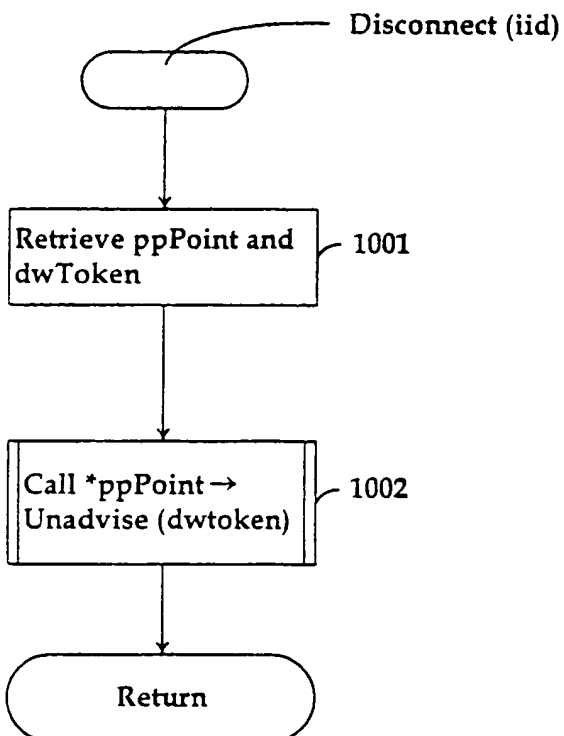 Disconnect (iid)
Retrieve ppPoint and
dwToken
1001
Call *ppPoint→
Unadvise (dwtoken)
1002
Return